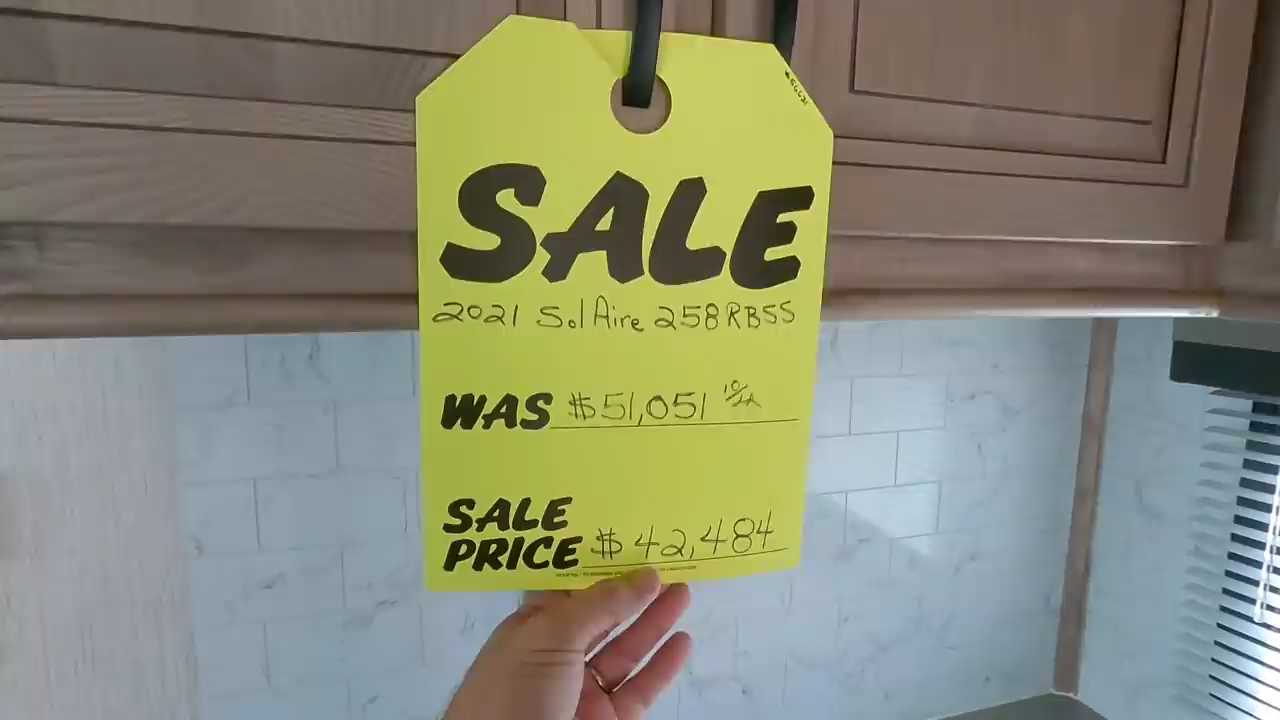 SALE
2021 SolAire 258RBSS
WAS $51,051
SALE
PRICE $42,484